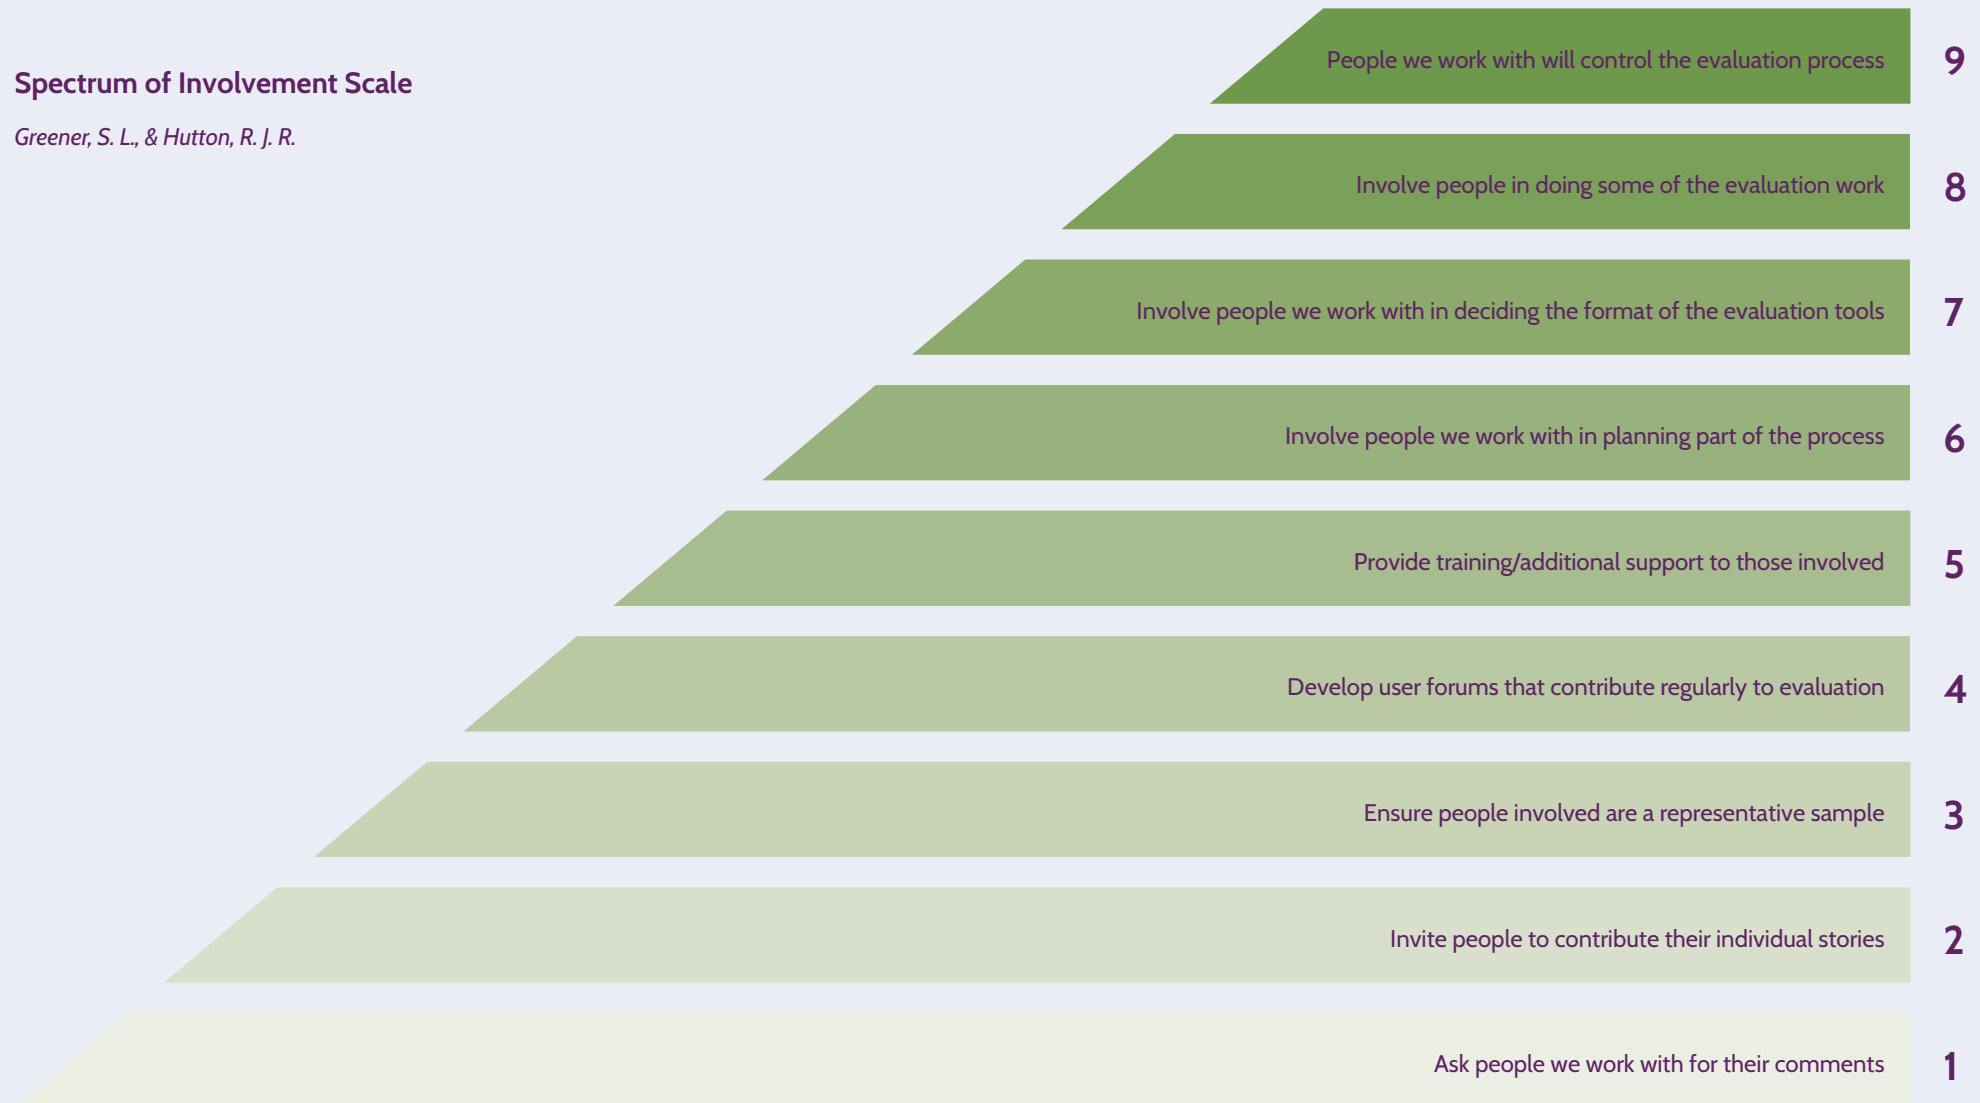 Spectrum of Involvement Scale
Greener, S. L., & Hutton, R. J. R.
People we work with will control the evaluation process 9
Involve people in doing some of the evaluation work 8
Involve people we work with in deciding the format of the evaluation tools 7
Involve people we work with in planning part of the process 6
Provide training/additional support to those involved 5
Develop user forums that contribute regularly to evaluation 4
Ensure people involved are a representative sample 3
Invite people to contribute their individual stories 2
Ask people we work with for their comments 1